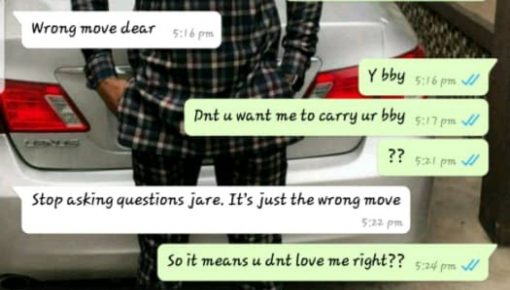 Wrong move dear 5:16 pm
Y bby 5:16 pm
Dnt u want me to carry ur bby 5:17 pm
?? 5:21 pm
Stop asking questions jare. It's just the wrong move
5:22 pm
So it means u dnt love me right?? 5:24 pm
LEXUS